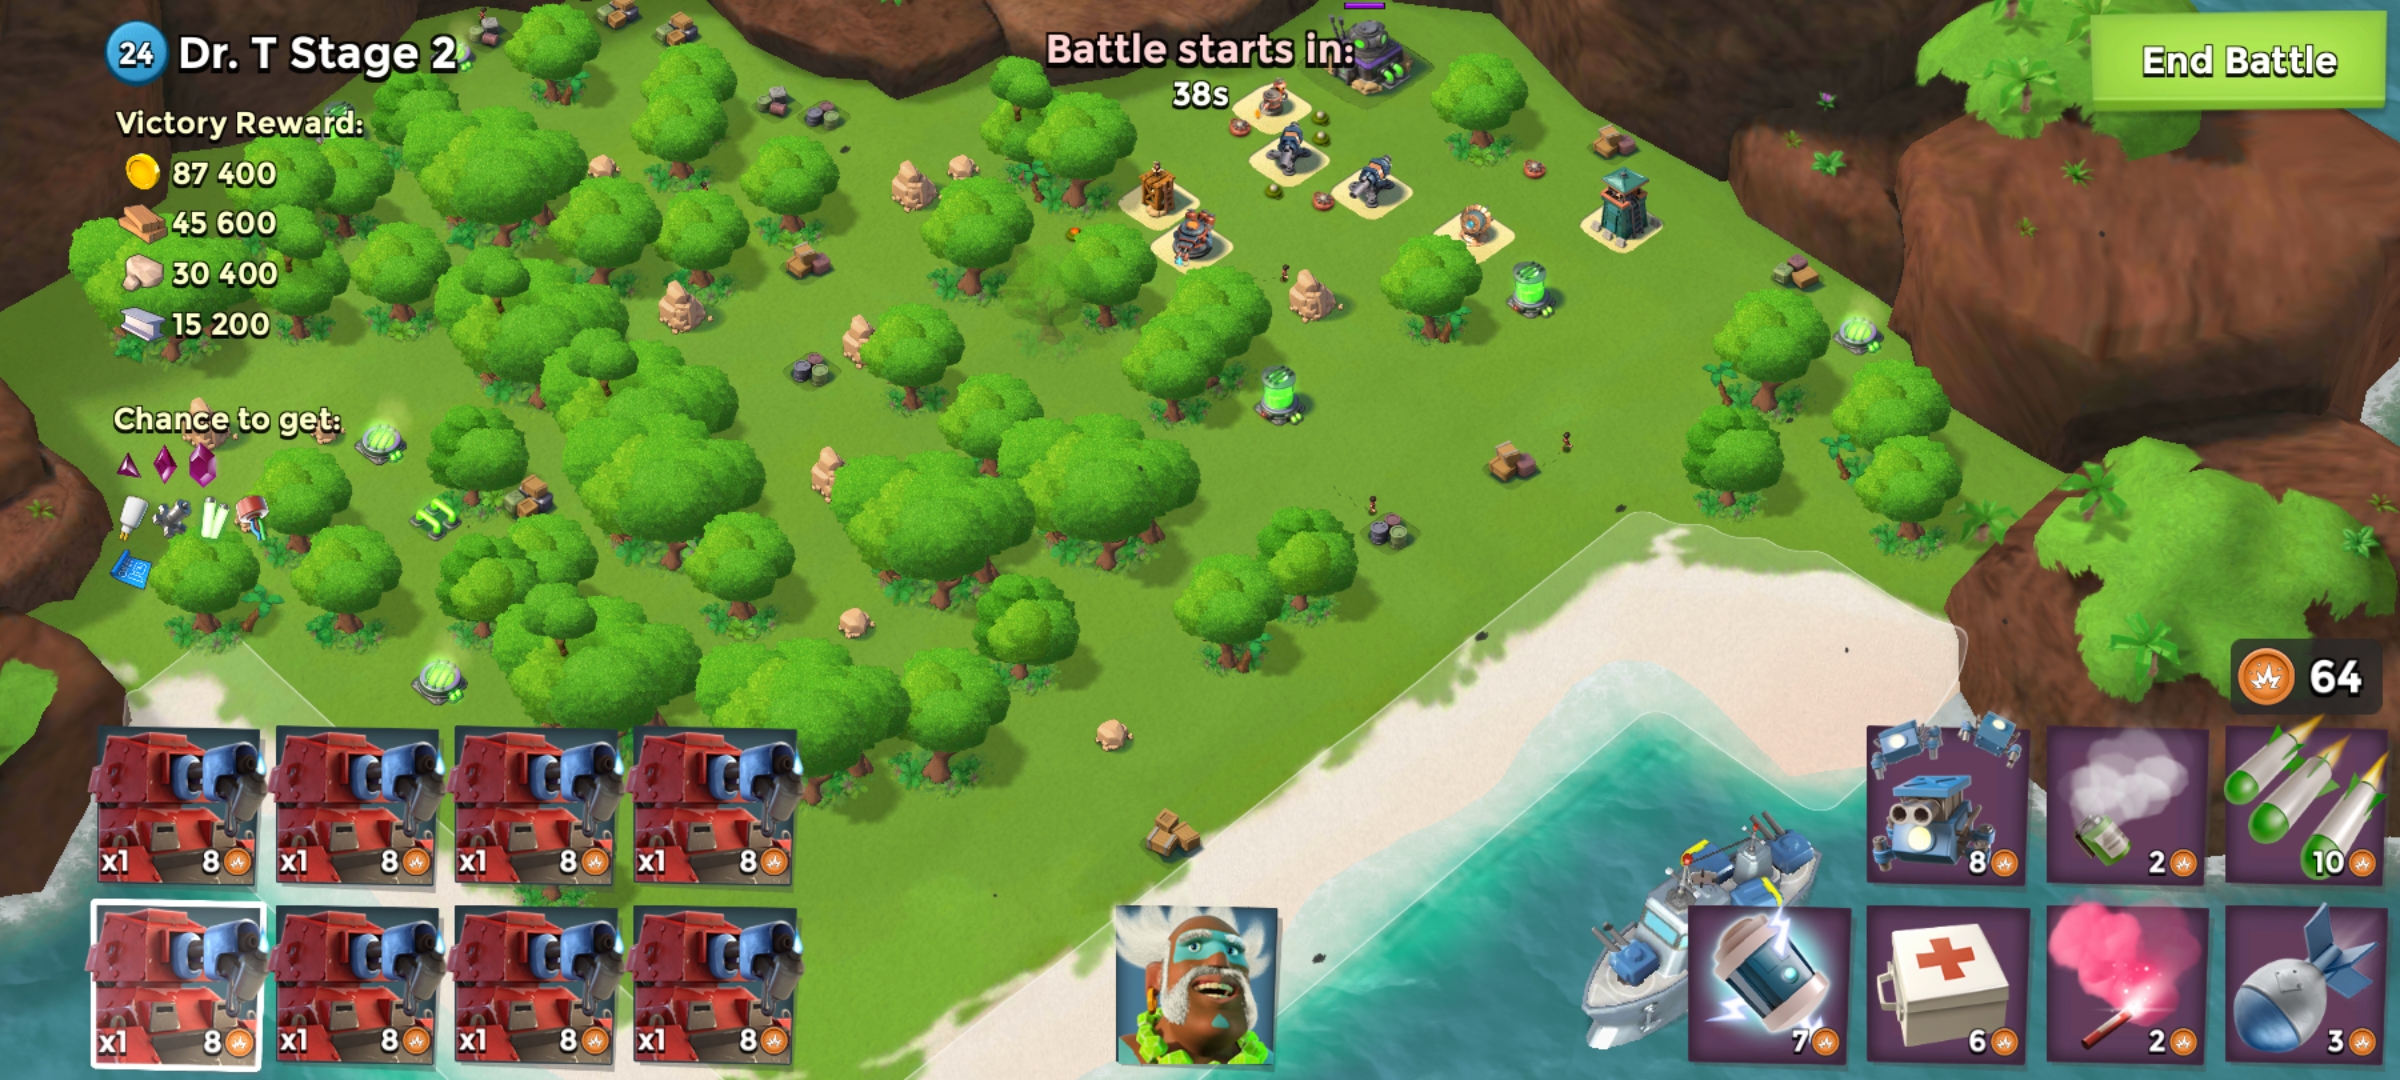 24 Dr. T Stage 2
Battle starts in:
38s
End Battle
Victory Reward:
87 400
45 600
30 400
15 200
Chance to get:
64
x1 8
x1 8
x1 8
x1 8
8
2
10
x1 8
x1 8
x1 8
x1 8
7
6
2
3